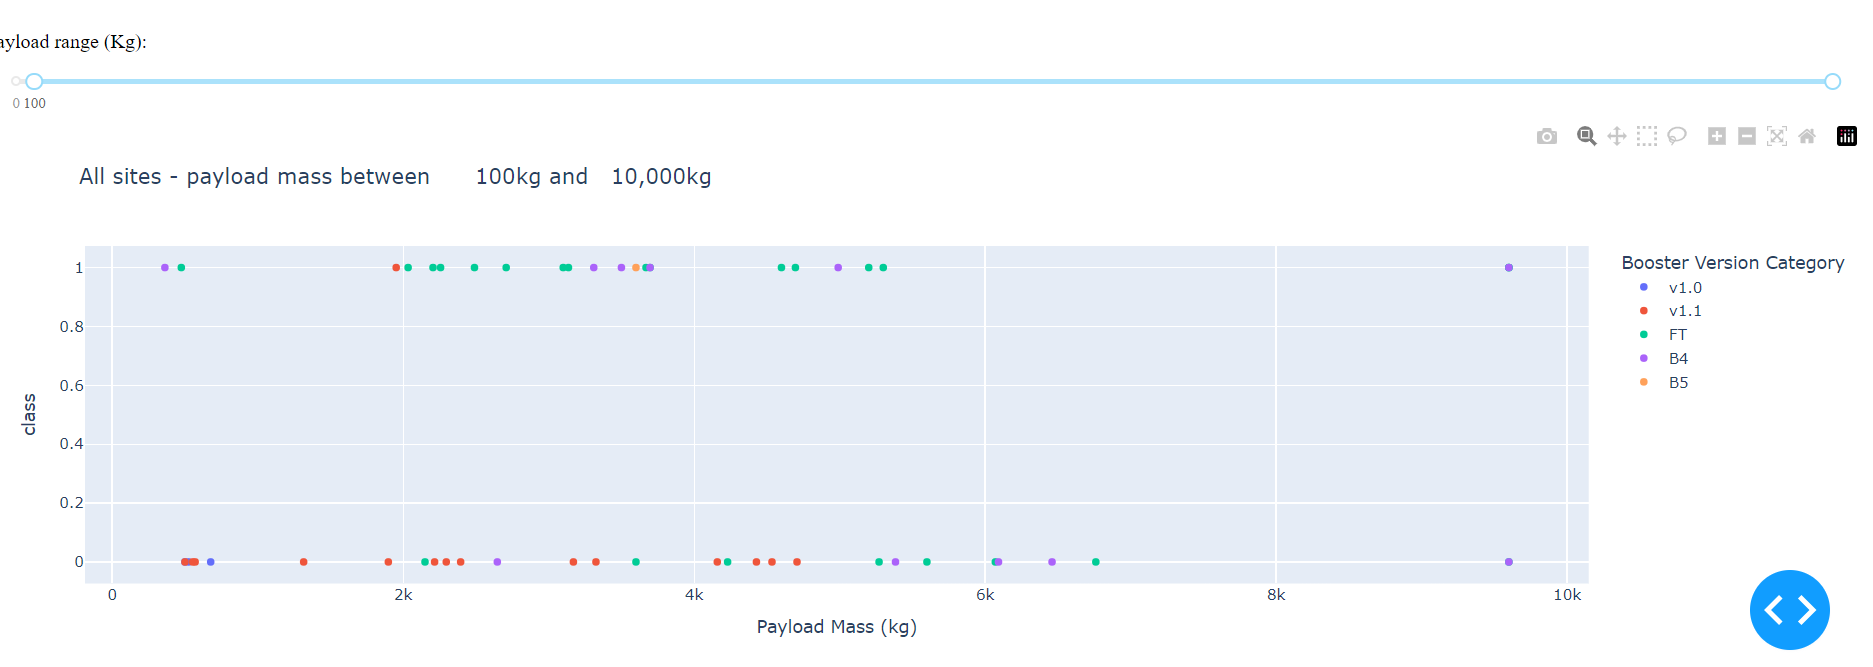 ayload range (Kg):
0 100
All sites - payload mass between 100kg and 10,000kg
Booster Version Category
v1.0
v1.1
FT
B4
B5
class
1
0.8
0.6
0.4
0.2
0
0 2k 4k 6k 8k 10k
Payload Mass (kg)